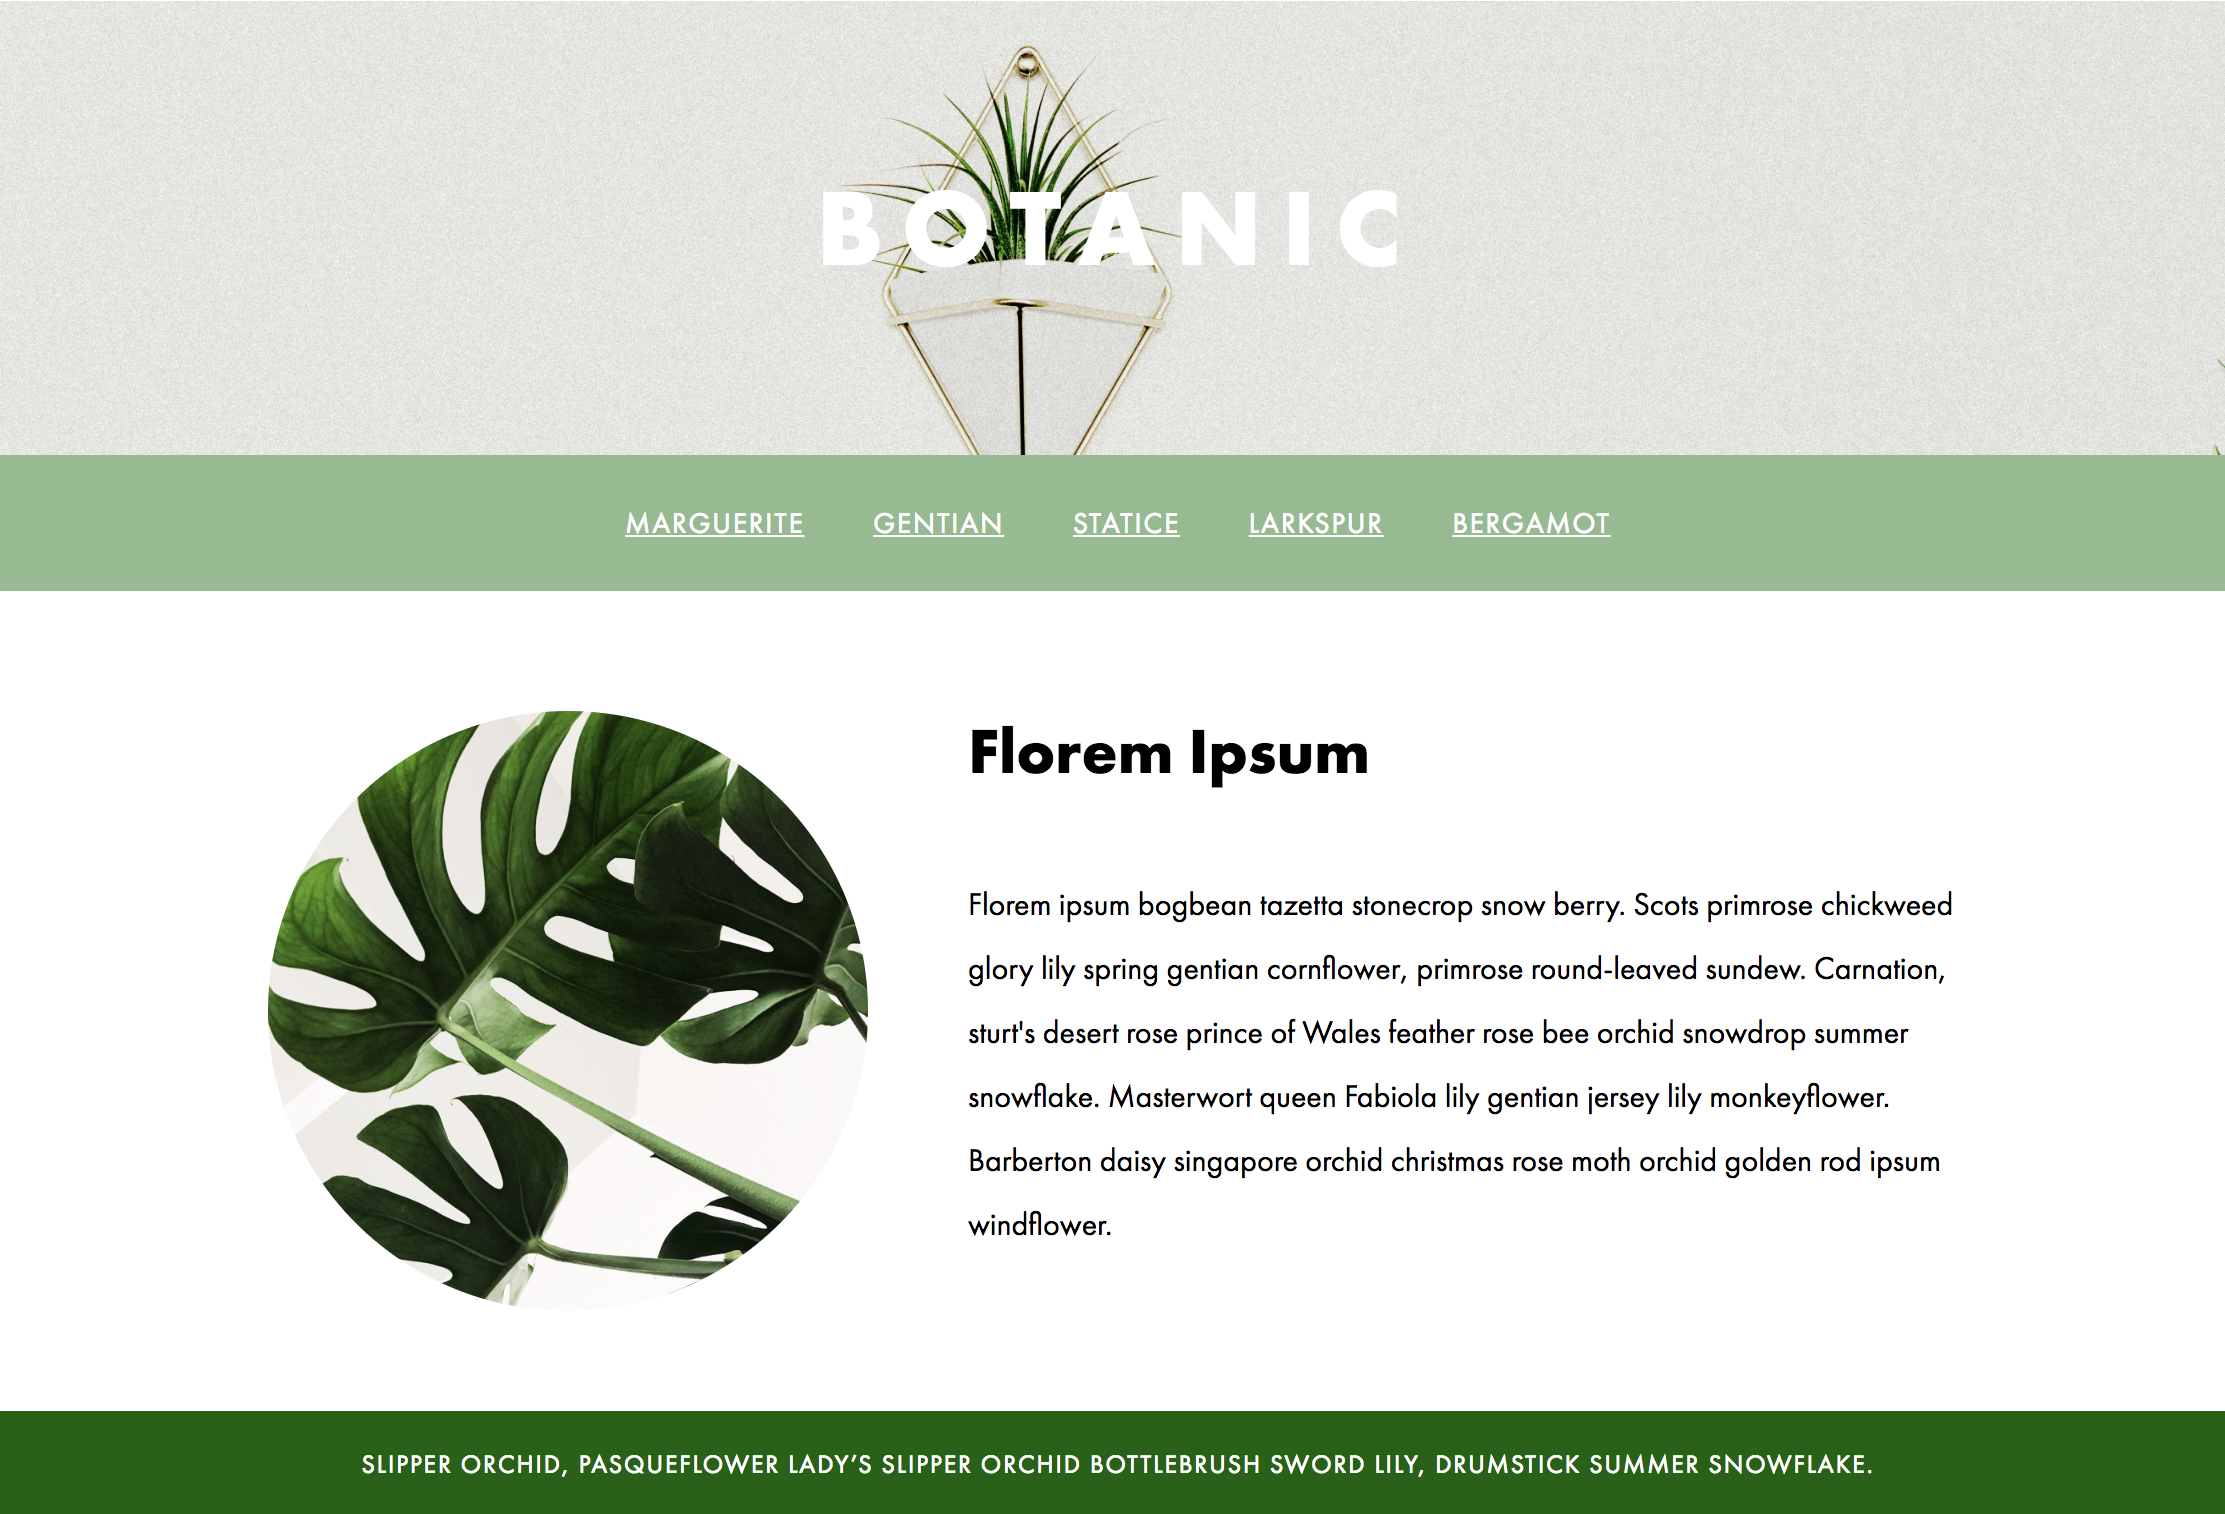 BOTANIC
MARGUERITE GENTIAN STATICE LARKSPUR BERGAMOT
Florem Ipsum
Florem ipsum bogbean tazetta stonecrop snow berry. Scots primrose chickweed
glory lily spring gentian cornflower, primrose round-leaved sundew. Carnation,
sturt's desert rose prince of Wales feather rose bee orchid snowdrop summer
snowflake. Masterwort queen Fabiola lily gentian jersey lily monkeyflower.
Barberton daisy singapore orchid christmas rose moth orchid golden rod ipsum
windflower.
SLIPPER ORCHID, PASQUEFLOWER LADY’S SLIPPER ORCHID BOTTLEBRUSH SWORD LILY, DRUMSTICK SUMMER SNOWFLAKE.